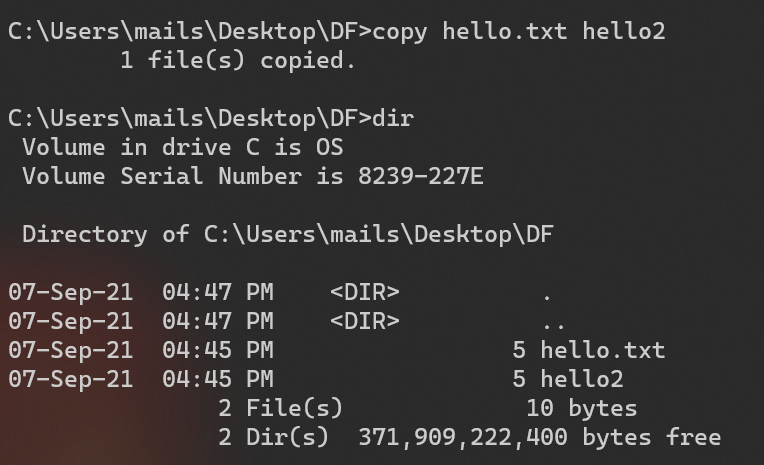 C:\Users\mails\Desktop\DF>copy hello.txt hello2
        1 file(s) copied.
C:\Users\mails\Desktop\DF>dir
 Volume in drive C is OS
 Volume Serial Number is 8239-227E
 Directory of C:\Users\mails\Desktop\DF
07-Sep-21  04:47 PM    <DIR>          .
07-Sep-21  04:47 PM    <DIR>          ..
07-Sep-21  04:45 PM                 5 hello.txt
07-Sep-21  04:45 PM                 5 hello2
               2 File(s)             10 bytes
               2 Dir(s)  371,909,222,400 bytes free